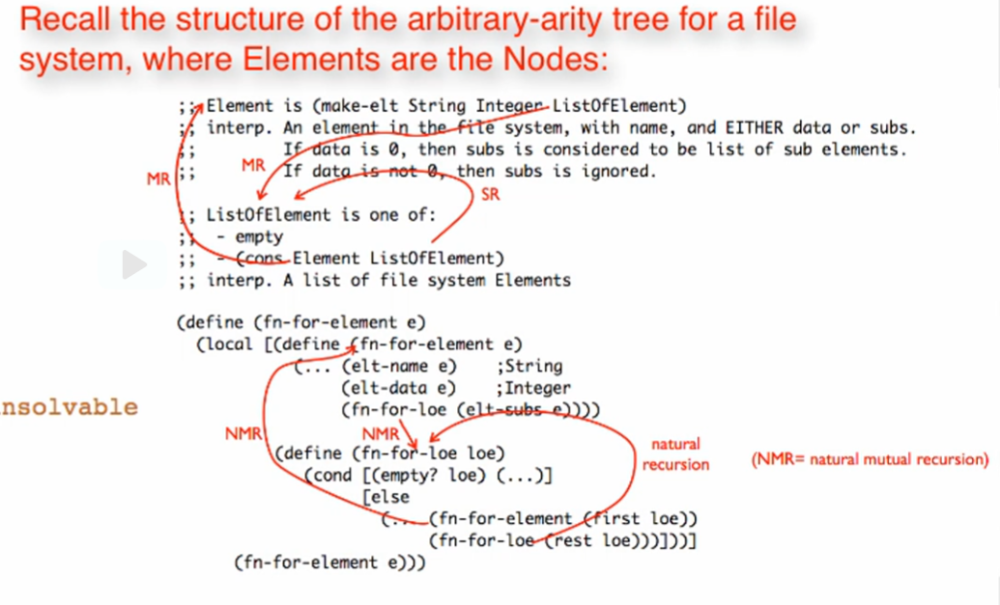 Recall the structure of the arbitrary-arity tree for a file
system, where Elements are the Nodes:
;; Element is (make-elt String Integer ListOfElement)
;; interp. An element in the file system, with name, and EITHER data or subs.
;; If data is 0, then subs is considered to be list of sub elements.
MR
;; If data is not 0, then subs is ignored.
MR
SR
;; ListOfElement is one of:
;; - empty
;; - (cons Element ListOfElement)
;; interp. A list of file system Elements
(define (fn-for-element e)
(local [(define (fn-for-element e)
(... (elt-name e) ;String
(elt-data e) ;Integer
nsolvable
(fn-for-loe (elt-subs e))))
NMR
NMR
natural
recursion
(NMR= natural mutual recursion)
(define (fn-for-loe loe)
(cond [(empty? loe) (...)]
[else
(... (fn-for-element (first loe))
(fn-for-loe (rest loe)))]))]
(fn-for-element e)))